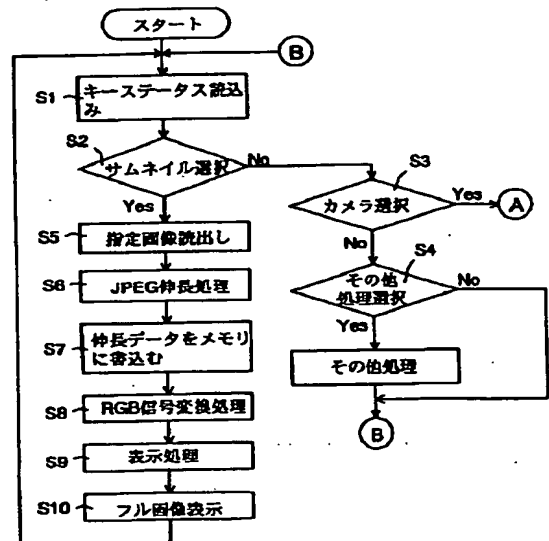 スタート
B
S1
キーステータス読込
み
S2
サムネイル選択
No
Yes
S3
カメラ選択
Yes
A
No
S4
その他
処理選択
No
Yes
その他処理
B
S5
指定画像読出し
S6
JPEG伸長処理
S7
伸長データをメモリ
に書込む
S8
RGB信号変換処理
S9
表示処理
S10
フル画像表示